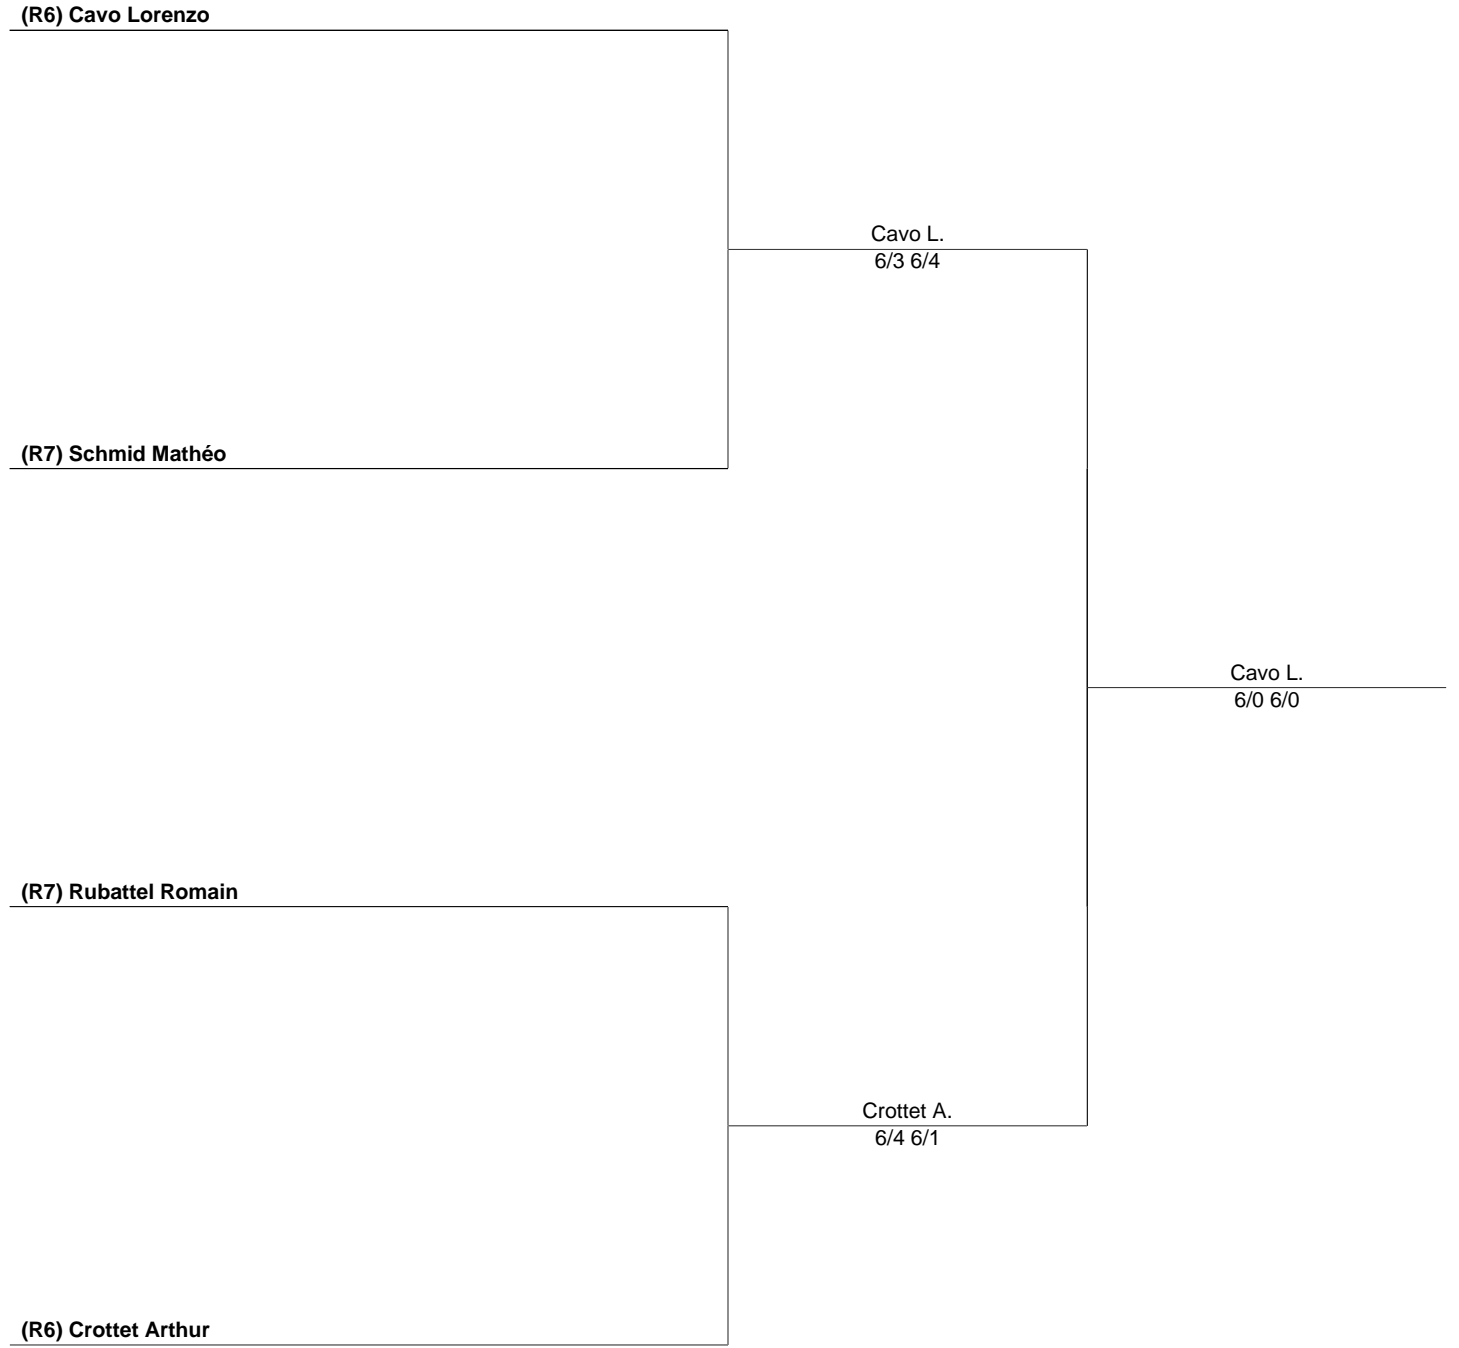 (R6) Cavo Lorenzo
Cavo L.
6/3 6/4
(R7) Schmid Mathéo
Cavo L.
6/0 6/0
(R7) Rubattel Romain
Crottet A.
6/4 6/1
(R6) Crottet Arthur